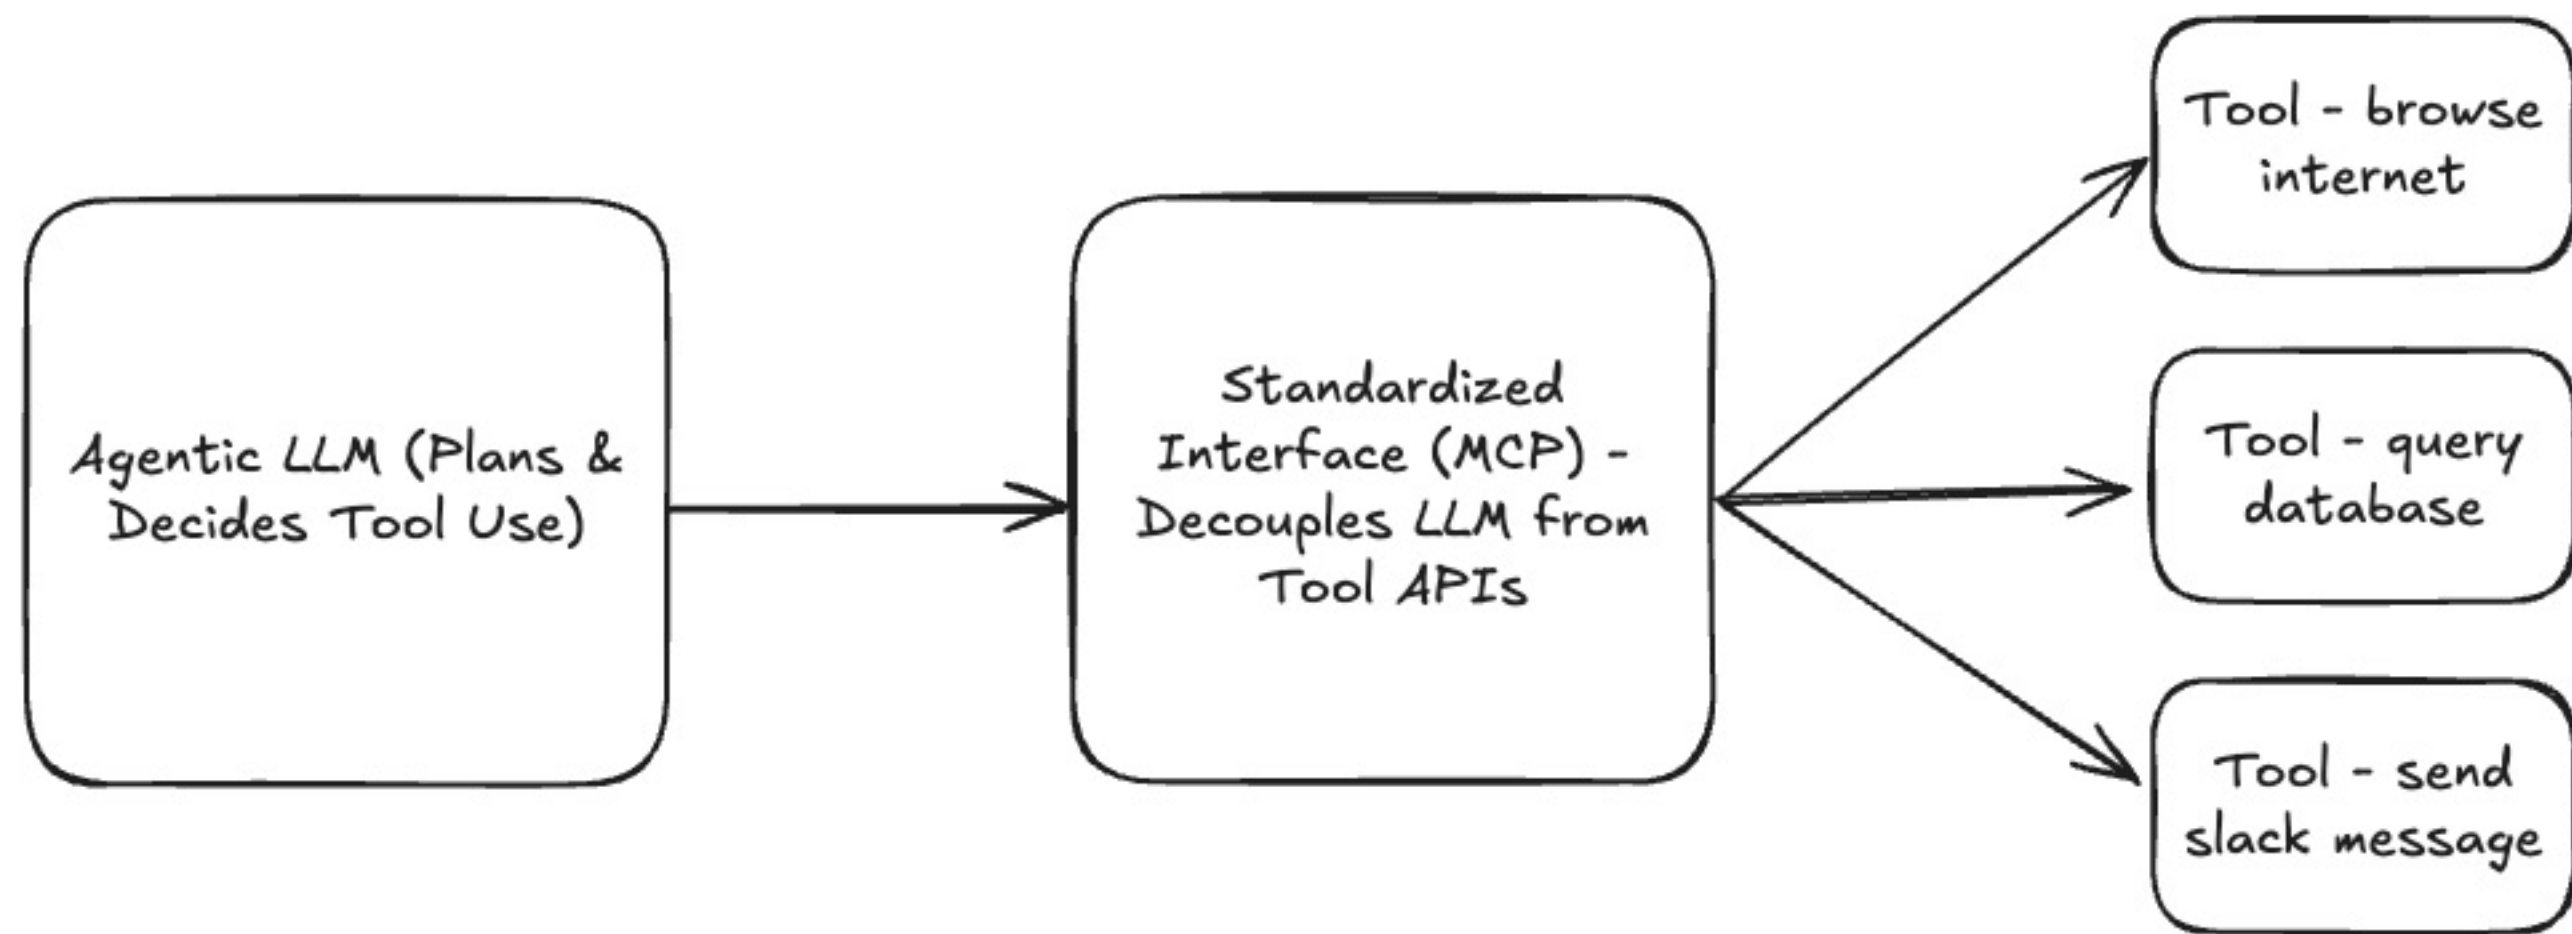 Agentic LLM (Plans &
Decides Tool Use)
Standardized
Interface (MCP) -
Decouples LLM from
Tool APIs
Tool - browse
internet
Tool - query
database
Tool - send
slack message